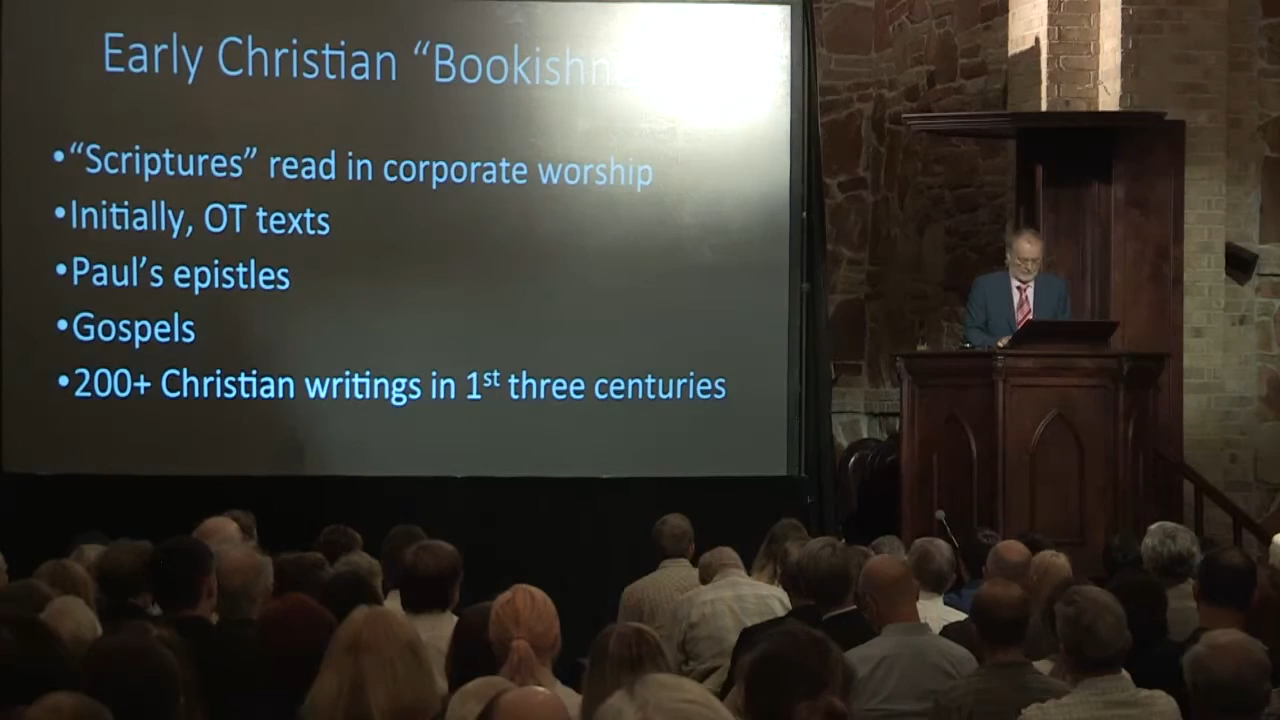 Early Christian “Bookishn
• “Scriptures” read in corporate worship
• Initially, OT texts
• Paul’s epistles
• Gospels
• 200+ Christian writings in 1st three centuries